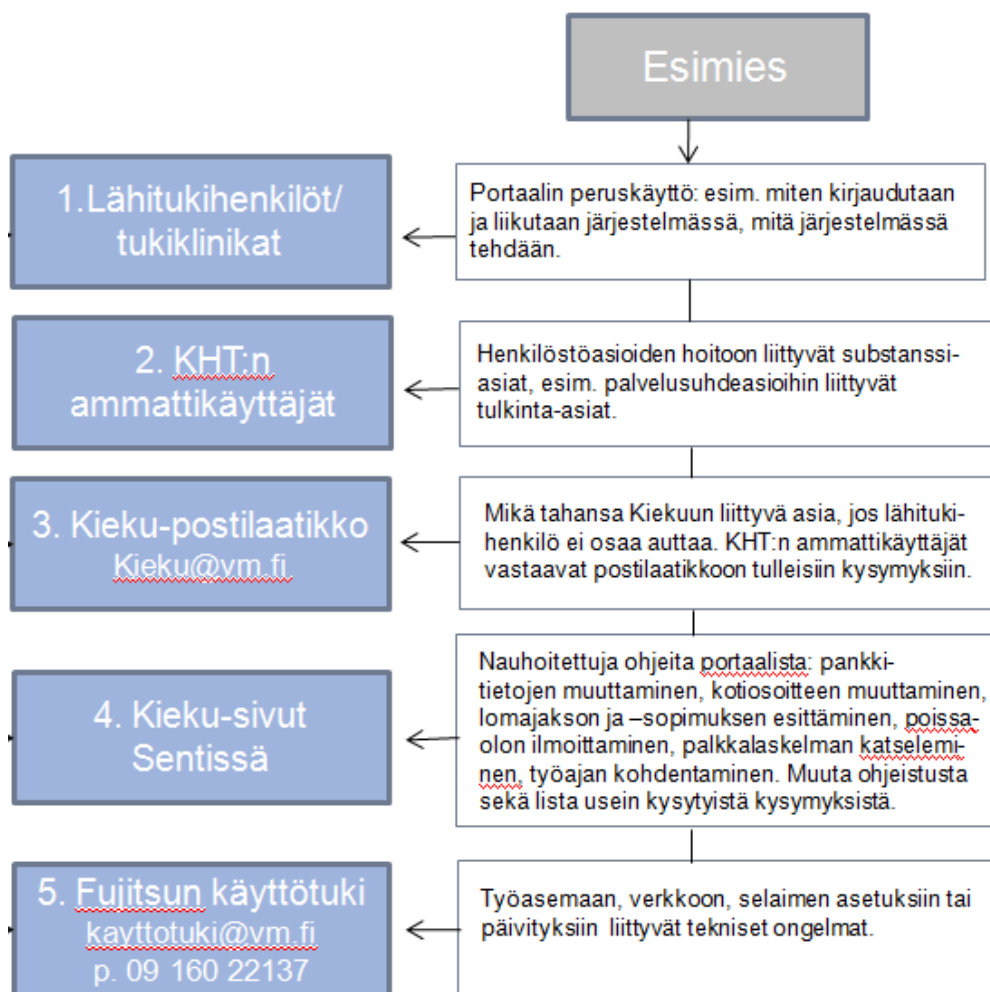 Esimies
1.Lähitukihenkilöt/
tukiklinikat
Portaalin peruskäyttö: esim. miten kirjaudutaan
ja liikutaan järjestelmässä, mitä järjestelmässä
tehdään.
2. KHT:n
ammattikäyttäjät
Henkilöstöasioiden hoitoon liittyvät substanssi-
asiat, esim. palvelusuhdeasioihin liittyvät
tulkinta-asiat.
3. Kieku-postilaatikko
Kieku@vm.fi
Mikä tahansa Kiekuun liittyvä asia, jos lähituki-
henkilö ei osaa auttaa. KHT:n ammattikäyttäjät
vastaavat postilaatikkoon tulleisiin kysymyksiin.
4. Kieku-sivut
Sentissä
Nauhoitettuja ohjeita portaalista: pankki-
tietojen muuttaminen, kotiosoitteen muuttaminen,
lomajakson ja –sopimuksen esittäminen, poissa-
olon ilmoittaminen, palkkalaskelman katselemi-
nen, työajan kohdentaminen. Muuta ohjeistusta
sekä lista usein kysytyistä kysymyksistä.
5. Fujitsun käyttötuki
kayttotuki@vm.fi
p. 09 160 22137
Työasemaan, verkkoon, selaimen asetuksiin tai
päivityksiin liittyvät tekniset ongelmat.